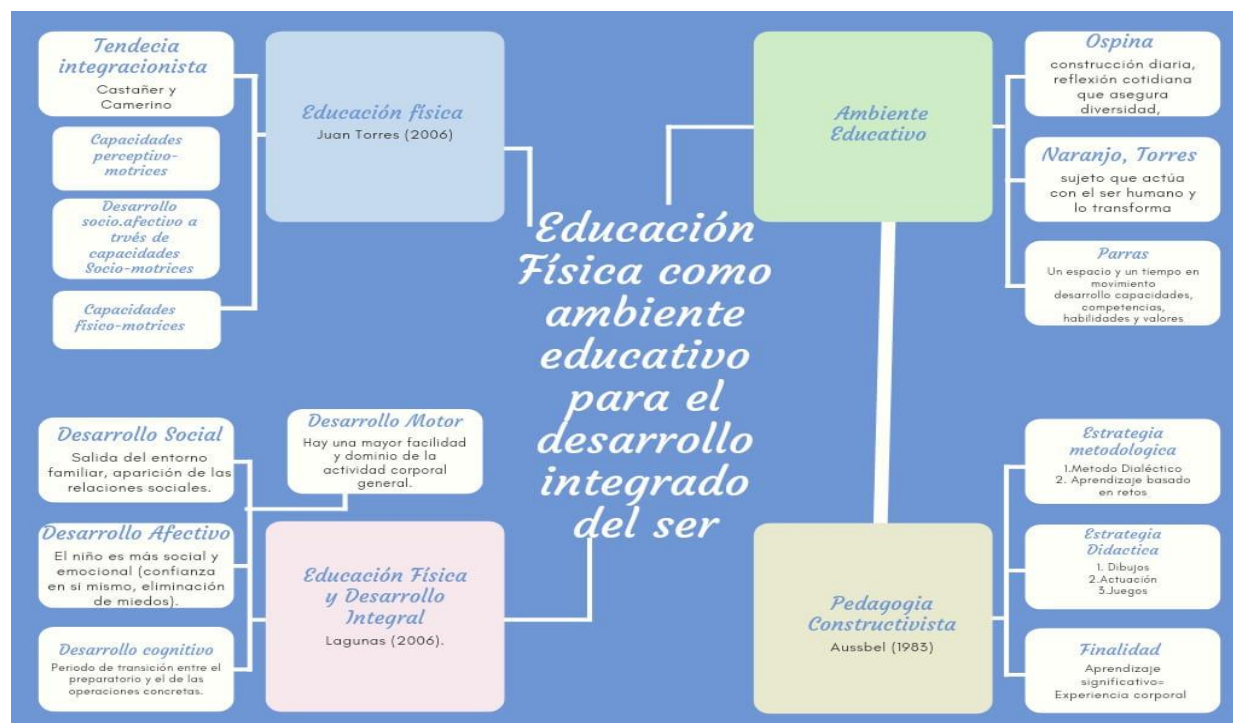 Tendecia
integracionista
Castañer y
Camerino
Capacidades
perceptivo-
motrices
Desarrollo
socio.afectivo a
trvés de
capacidades
Socio-motrices
Capacidades
físico-motrices
Educación física
Juan Torres (2006)
Educación
Física como
ambiente
educativo
para el
desarrollo
integrado
del ser
Ambiente
Educativo
Ospina
construcción diaria,
reflexión cotidiana
que asegura
diversidad,
Naranjo, Torres
sujeto que actúa
con el ser humano y
lo transforma
Parras
Un espacio y un tiempo en
movimiento
desarrollo capacidades,
competencias,
habilidades y valores
Desarrollo Social
Salida del entorno
familiar, aparición de las
relaciones sociales.
Desarrollo Motor
Hay una mayor facilidad
y dominio de la
actividad corporal
general.
Desarrollo Afectivo
El niño es más social y
emocional (confianza
en si mismo, eliminación
de miedos).
Desarrollo cognitivo
Periodo de transición entre el
preparatorio y el de las
operaciones concretas.
Educación Física
y Desarrollo
Integral
Lagunas (2006).
Pedagogia
Constructivista
Aussbel (1983)
Estrategia
metodologica
1.Metodo Dialéctico
2. Aprendizaje basado
en retos
Estrategia
Didactica
1. Dibujos
2.Actuación
3.Juegos
Finalidad
Aprendizaje
significativo=
Experiencia corporal